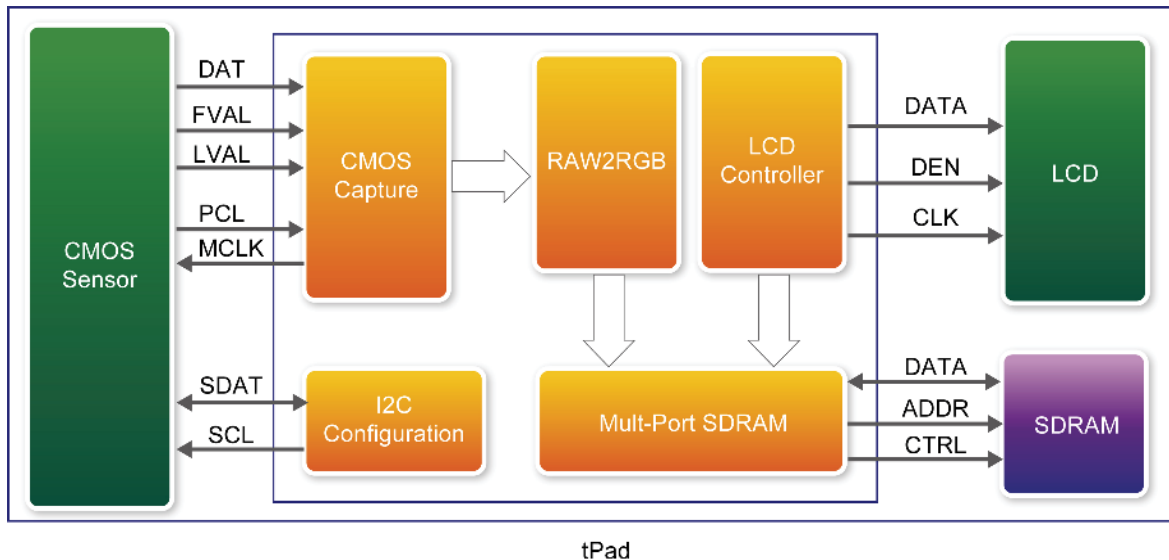 CMOS
Sensor
DAT
FVAL
LVAL
PCL
MCLK
SDAT
SCL
CMOS
Capture
I2C
Configuration
RAW2RGB
LCD
Controller
Mult-Port SDRAM
DATA
DEN
CLK
LCD
DATA
ADDR
CTRL
SDRAM
tPad